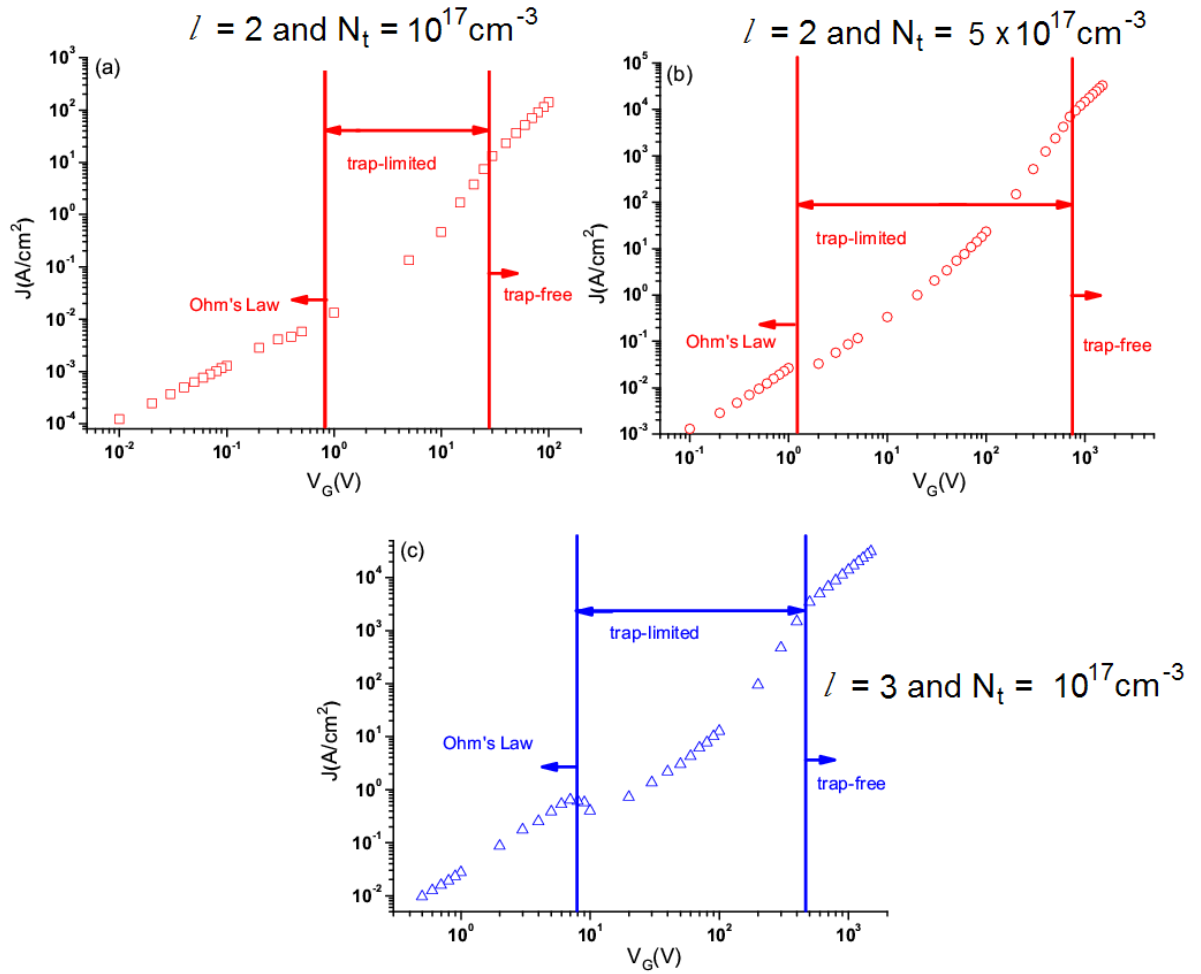 l = 2 and Nt = 10^17 cm^-3
l = 2 and Nt = 5 x 10^17 cm^-3
(a)
10^3
10^2
10^1
10^0
10^-1
10^-2
10^-3
10^-4
J(A/cm^2)
trap-limited
trap-free
Ohm's Law
10^-2
10^-1
10^0
10^1
10^2
V_G(V)
(b)
10^5
10^4
10^3
10^2
10^1
10^0
10^-1
10^-2
10^-3
J(A/cm^2)
trap-limited
Ohm's Law
trap-free
10^-1
10^0
10^1
10^2
10^3
V_G(V)
(c)
10^4
10^3
10^2
10^1
10^0
10^-1
10^-2
J(A/cm^2)
trap-limited
Ohm's Law
trap-free
10^0
10^1
10^2
10^3
V_G(V)
l = 3 and Nt = 10^17 cm^-3